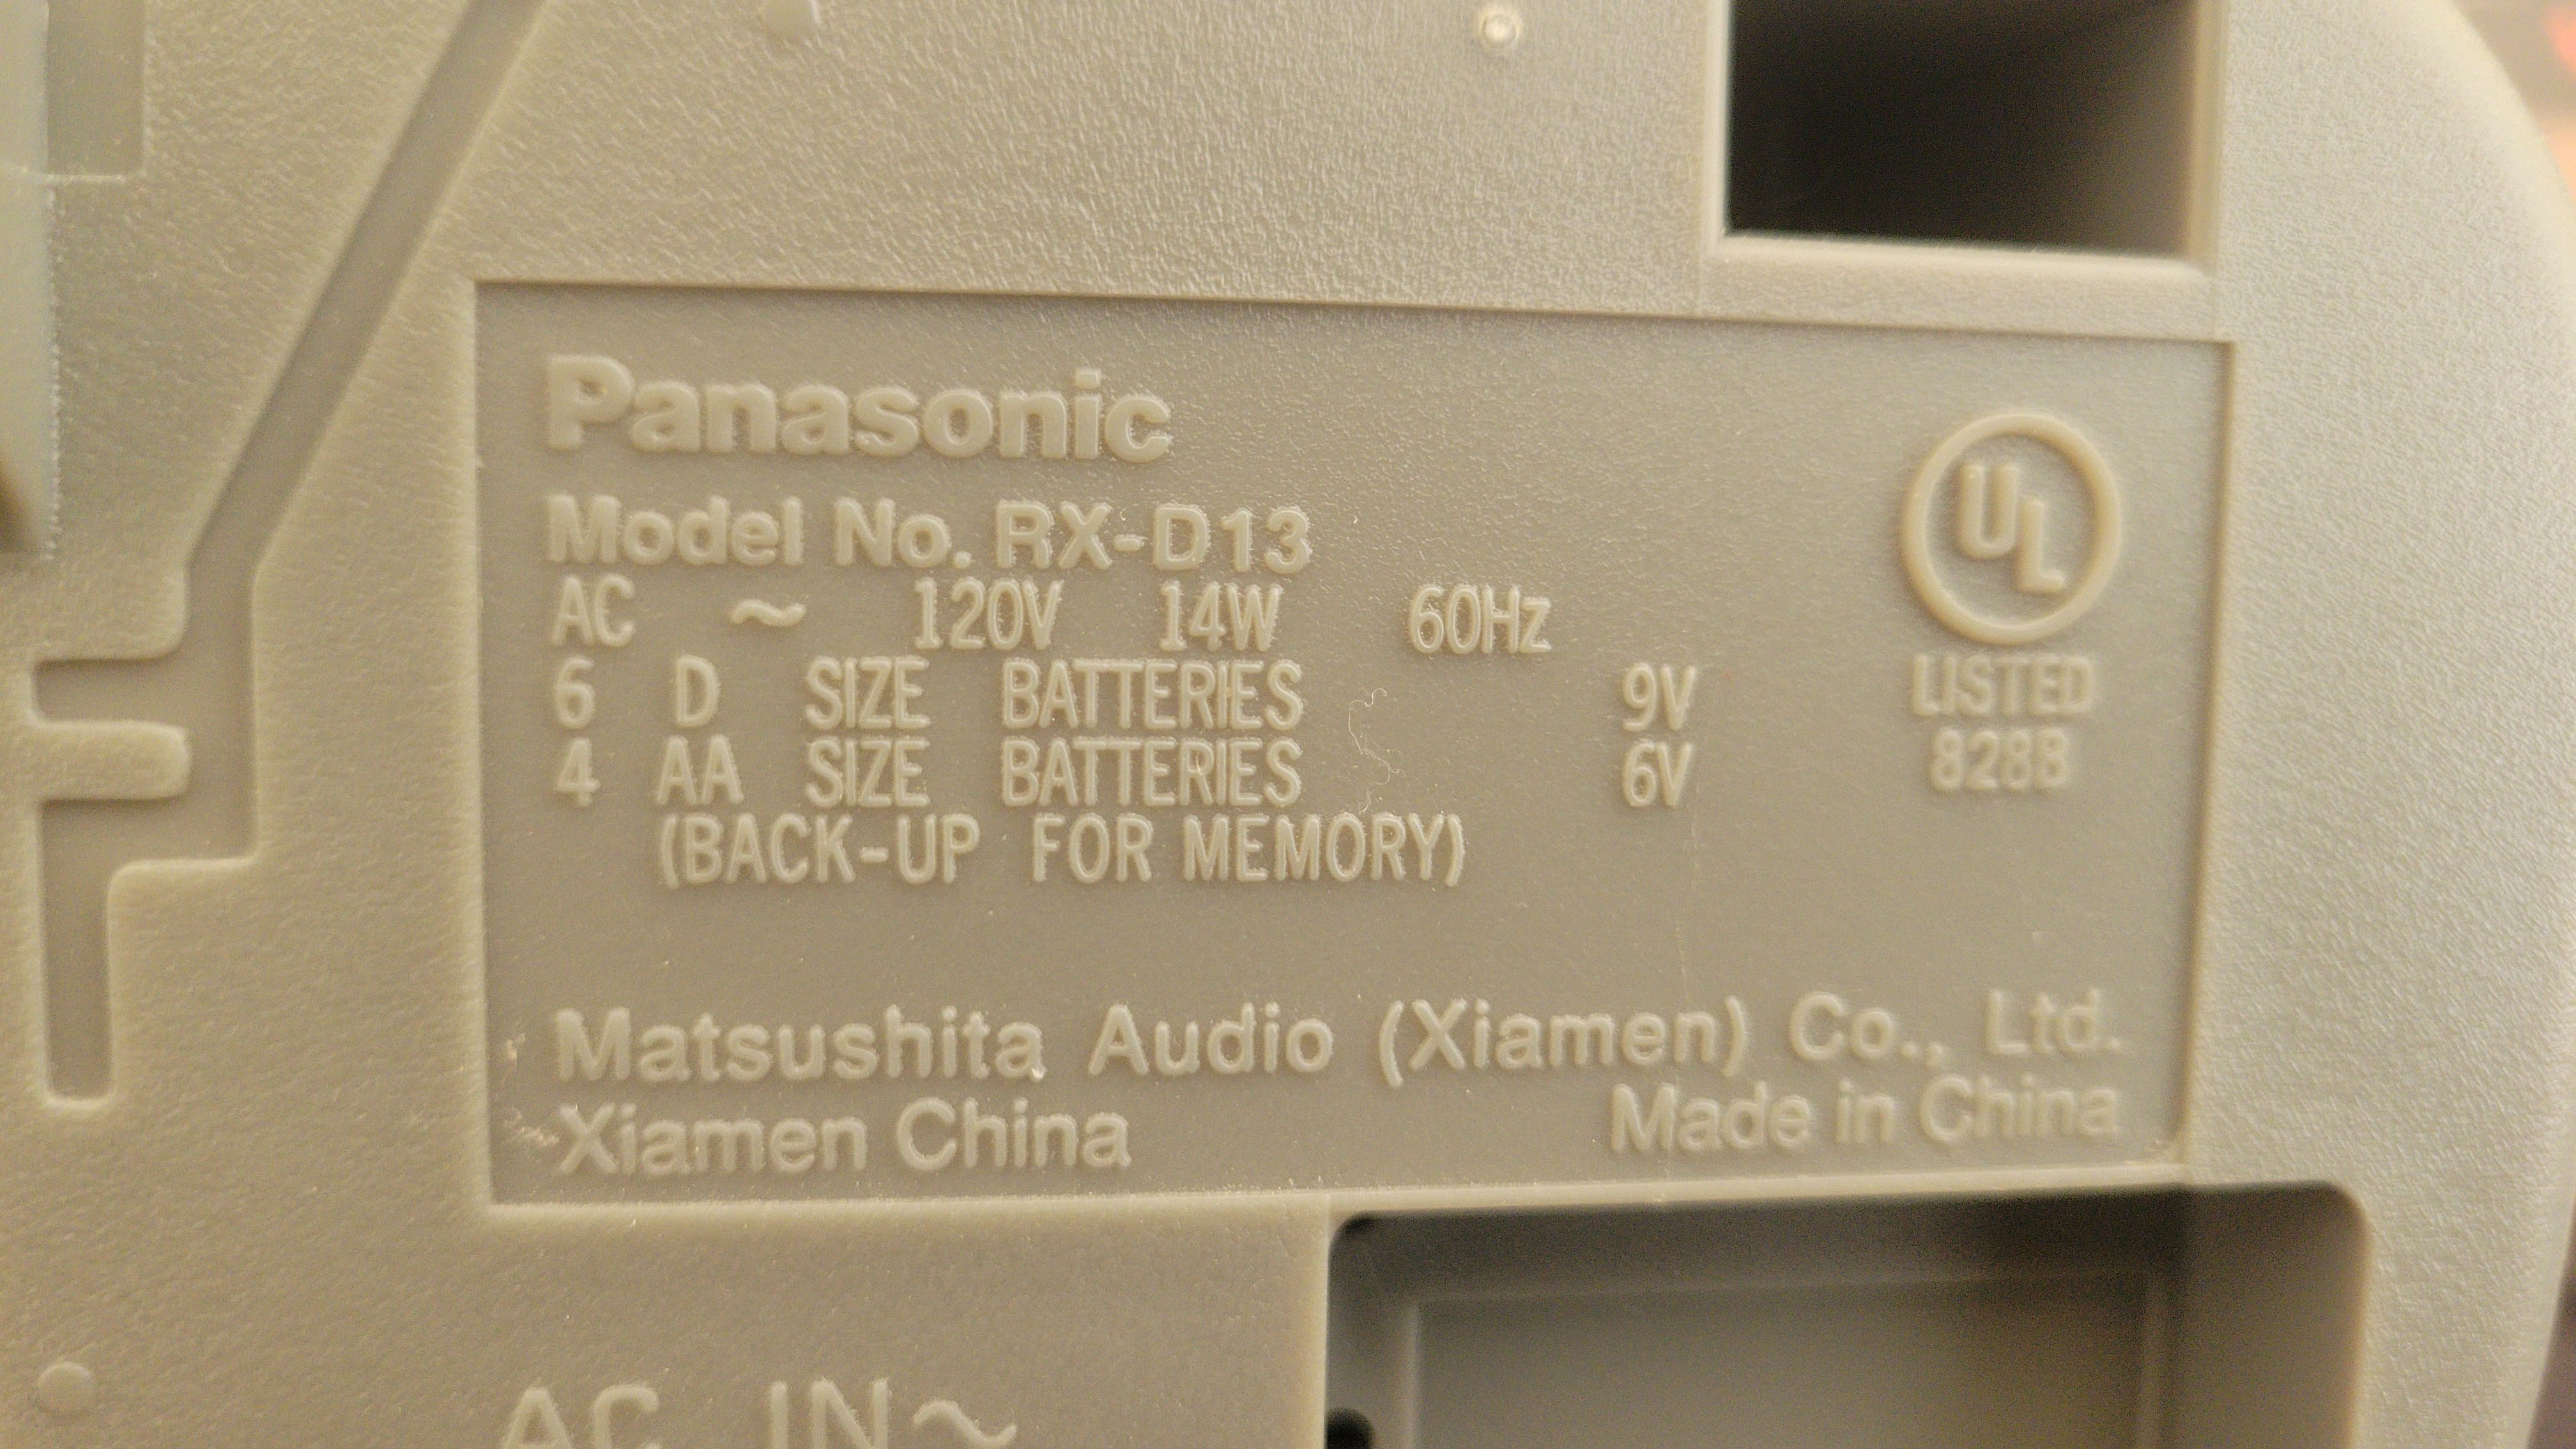 Panasonic
Model No. RX-D13
AC ~ 120V 14W 60Hz
6 D SIZE BATTERIES 9V
4 AA SIZE BATTERIES 6V
(BACK-UP FOR MEMORY)
UL
LISTED
828B
Matsushita Audio (Xiamen) Co., Ltd.
Xiamen China
Made in China
AC IN ~